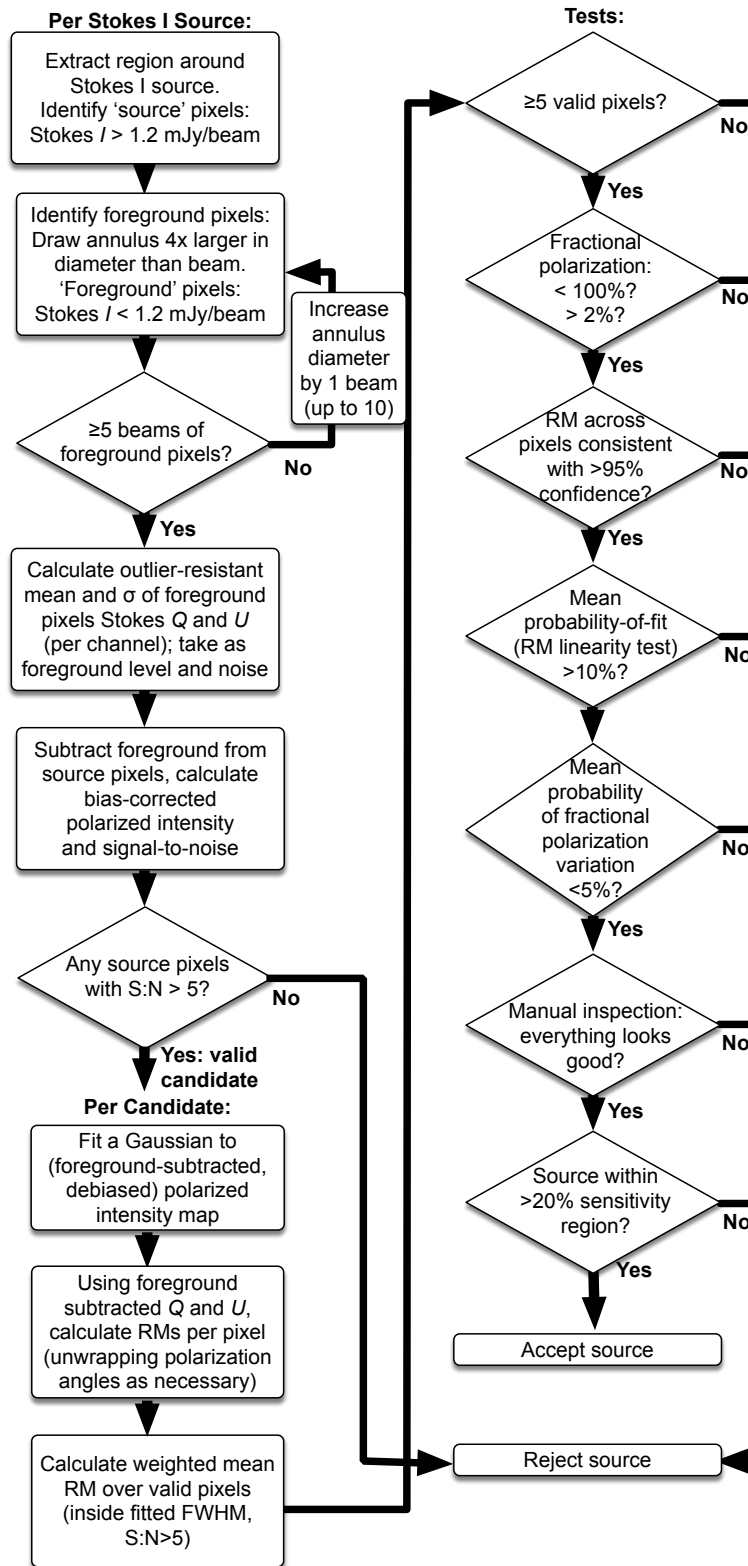 Per Stokes I Source:
Extract region around
Stokes I source.
Identify ‘source’ pixels:
Stokes I > 1.2 mJy/beam
Identify foreground pixels:
Draw annulus 4x larger in
diameter than beam.
‘Foreground’ pixels:
Stokes I < 1.2 mJy/beam
Increase
annulus
diameter
by 1 beam
(up to 10)
≥5 beams of
foreground pixels?
No
Yes
Calculate outlier-resistant
mean and σ of foreground
pixels Stokes Q and U
(per channel); take as
foreground level and noise
Subtract foreground from
source pixels, calculate
bias-corrected
polarized intensity
and signal-to-noise
Any source pixels
with S:N > 5?
No
Yes: valid
candidate
Per Candidate:
Fit a Gaussian to
(foreground-subtracted,
debiased) polarized
intensity map
Using foreground
subtracted Q and U,
calculate RMs per pixel
(unwrapping polarization
angles as necessary)
Calculate weighted mean
RM over valid pixels
(inside fitted FWHM,
S:N>5)
Tests:
≥5 valid pixels?
No
Yes
Fractional
polarization:
< 100%?
> 2%?
No
Yes
RM across
pixels consistent
with >95%
confidence?
No
Yes
Mean
probability-of-fit
(RM linearity test)
>10%?
No
Yes
Mean
probability
of fractional
polarization
variation
<5%?
No
Yes
Manual inspection:
everything looks
good?
No
Yes
Source within
>20% sensitivity
region?
No
Yes
Accept source
Reject source